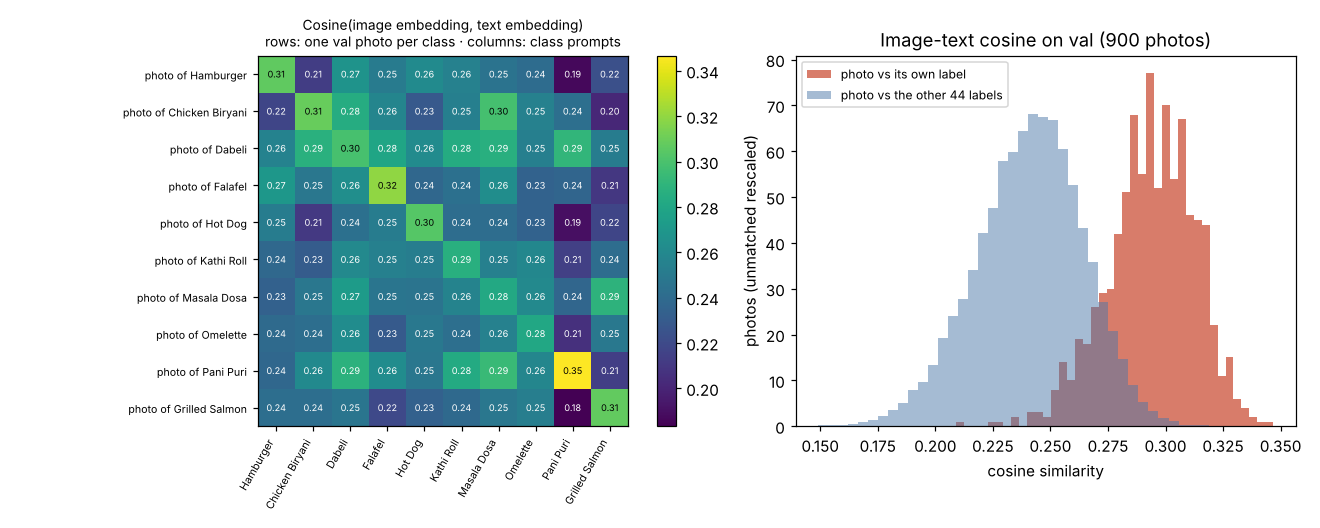 Cosine(image embedding, text embedding)
rows: one val photo per class · columns: class prompts
photo of Hamburger 0.31 0.21 0.27 0.25 0.26 0.26 0.25 0.24 0.19 0.22
photo of Chicken Biryani 0.22 0.31 0.28 0.26 0.23 0.25 0.30 0.25 0.24 0.20
photo of Dabeli 0.26 0.29 0.30 0.28 0.26 0.28 0.29 0.25 0.29 0.25
photo of Falafel 0.27 0.25 0.26 0.32 0.24 0.24 0.26 0.23 0.24 0.21
photo of Hot Dog 0.25 0.21 0.24 0.25 0.30 0.24 0.24 0.23 0.19 0.22
photo of Kathi Roll 0.24 0.23 0.26 0.25 0.25 0.29 0.25 0.26 0.21 0.24
photo of Masala Dosa 0.23 0.25 0.27 0.25 0.24 0.26 0.28 0.26 0.24 0.29
photo of Omelette 0.24 0.24 0.26 0.23 0.25 0.24 0.26 0.28 0.21 0.25
photo of Pani Puri 0.24 0.26 0.29 0.26 0.25 0.28 0.29 0.26 0.35 0.21
photo of Grilled Salmon 0.24 0.24 0.25 0.22 0.23 0.24 0.25 0.25 0.18 0.31
Hamburger
Chicken Biryani
Dabeli
Falafel
Hot Dog
Kathi Roll
Masala Dosa
Omelette
Pani Puri
Grilled Salmon
0.34
0.32
0.30
0.28
0.26
0.24
0.22
0.20
Image-text cosine on val (900 photos)
photo vs its own label
photo vs the other 44 labels
photos (unmatched rescaled)
80
70
60
50
40
30
20
10
0
0.150 0.175 0.200 0.225 0.250 0.275 0.300 0.325 0.350
cosine similarity